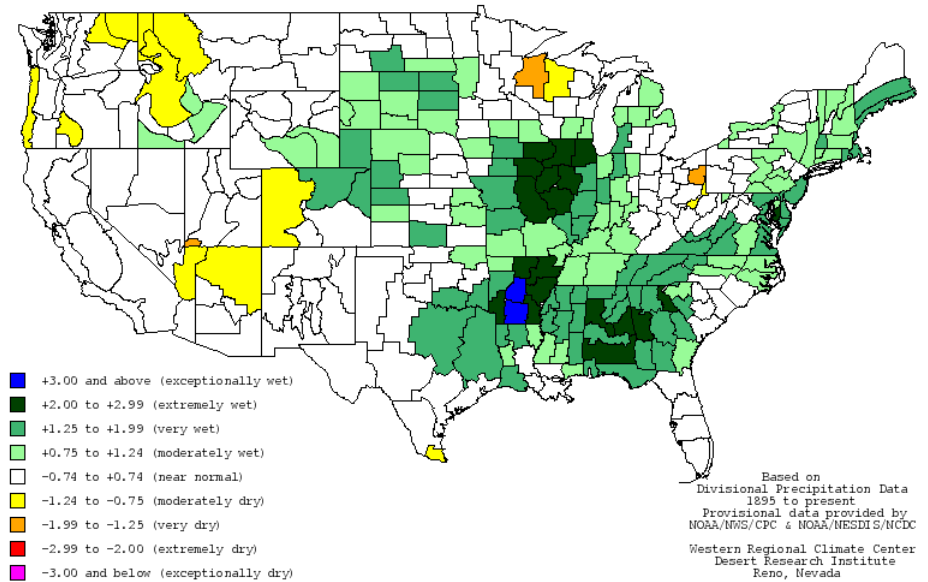 +3.00 and above (exceptionally wet)
+2.00 to +2.99 (extremely wet)
+1.25 to +1.99 (very wet)
+0.75 to +1.24 (moderately wet)
-0.74 to +0.74 (near normal)
-1.24 to -0.75 (moderately dry)
-1.99 to -1.25 (very dry)
-2.99 to -2.00 (extremely dry)
-3.00 and below (exceptionally dry)
Based on
Divisional Precipitation Data
1895 to present
Provisional data provided by
NOAA/NWS/CPC & NOAA/NESDIS/NCDC
Western Regional Climate Center
Desert Research Institute
Reno, Nevada